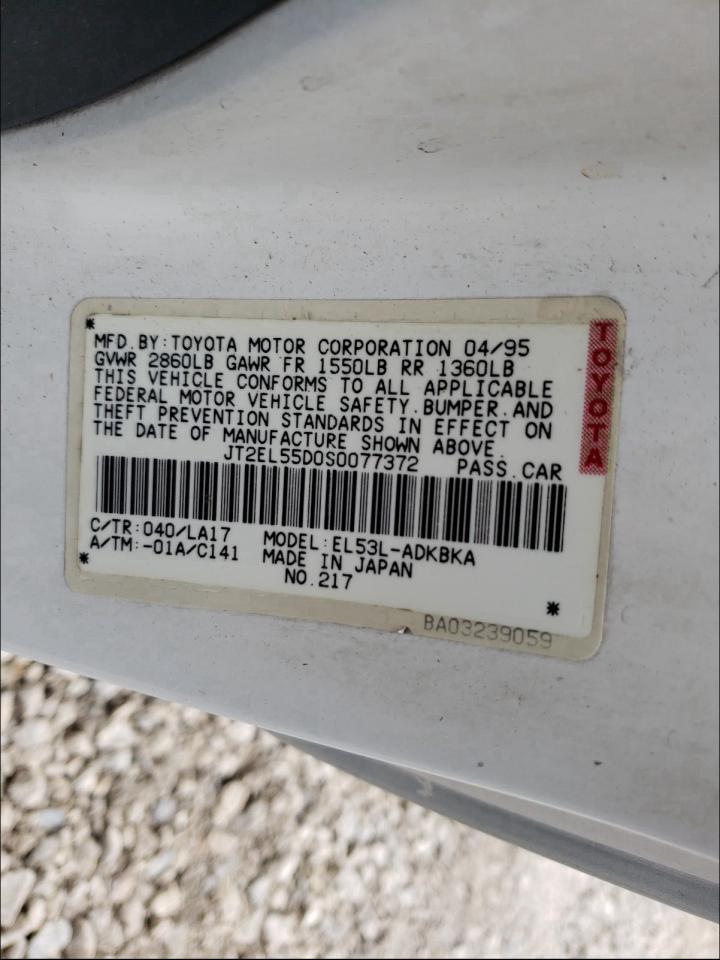 MFD. BY: TOYOTA MOTOR CORPORATION 04/95
GVWR 2860LB GAWR FR 1550LB RR 1360LB
THIS VEHICLE CONFORMS TO ALL APPLICABLE
FEDERAL MOTOR VEHICLE SAFETY. BUMPER. AND
THEFT PREVENTION STANDARDS IN EFFECT ON
THE DATE OF MANUFACTURE SHOWN ABOVE.
JT2EL55D0S0077372 PASS. CAR
C/TR: 040/LA17 MODEL: EL53L-ADKBKA
A/TM: -01A/C141 MADE IN JAPAN
NO. 217
BA03239059
TOYOTA